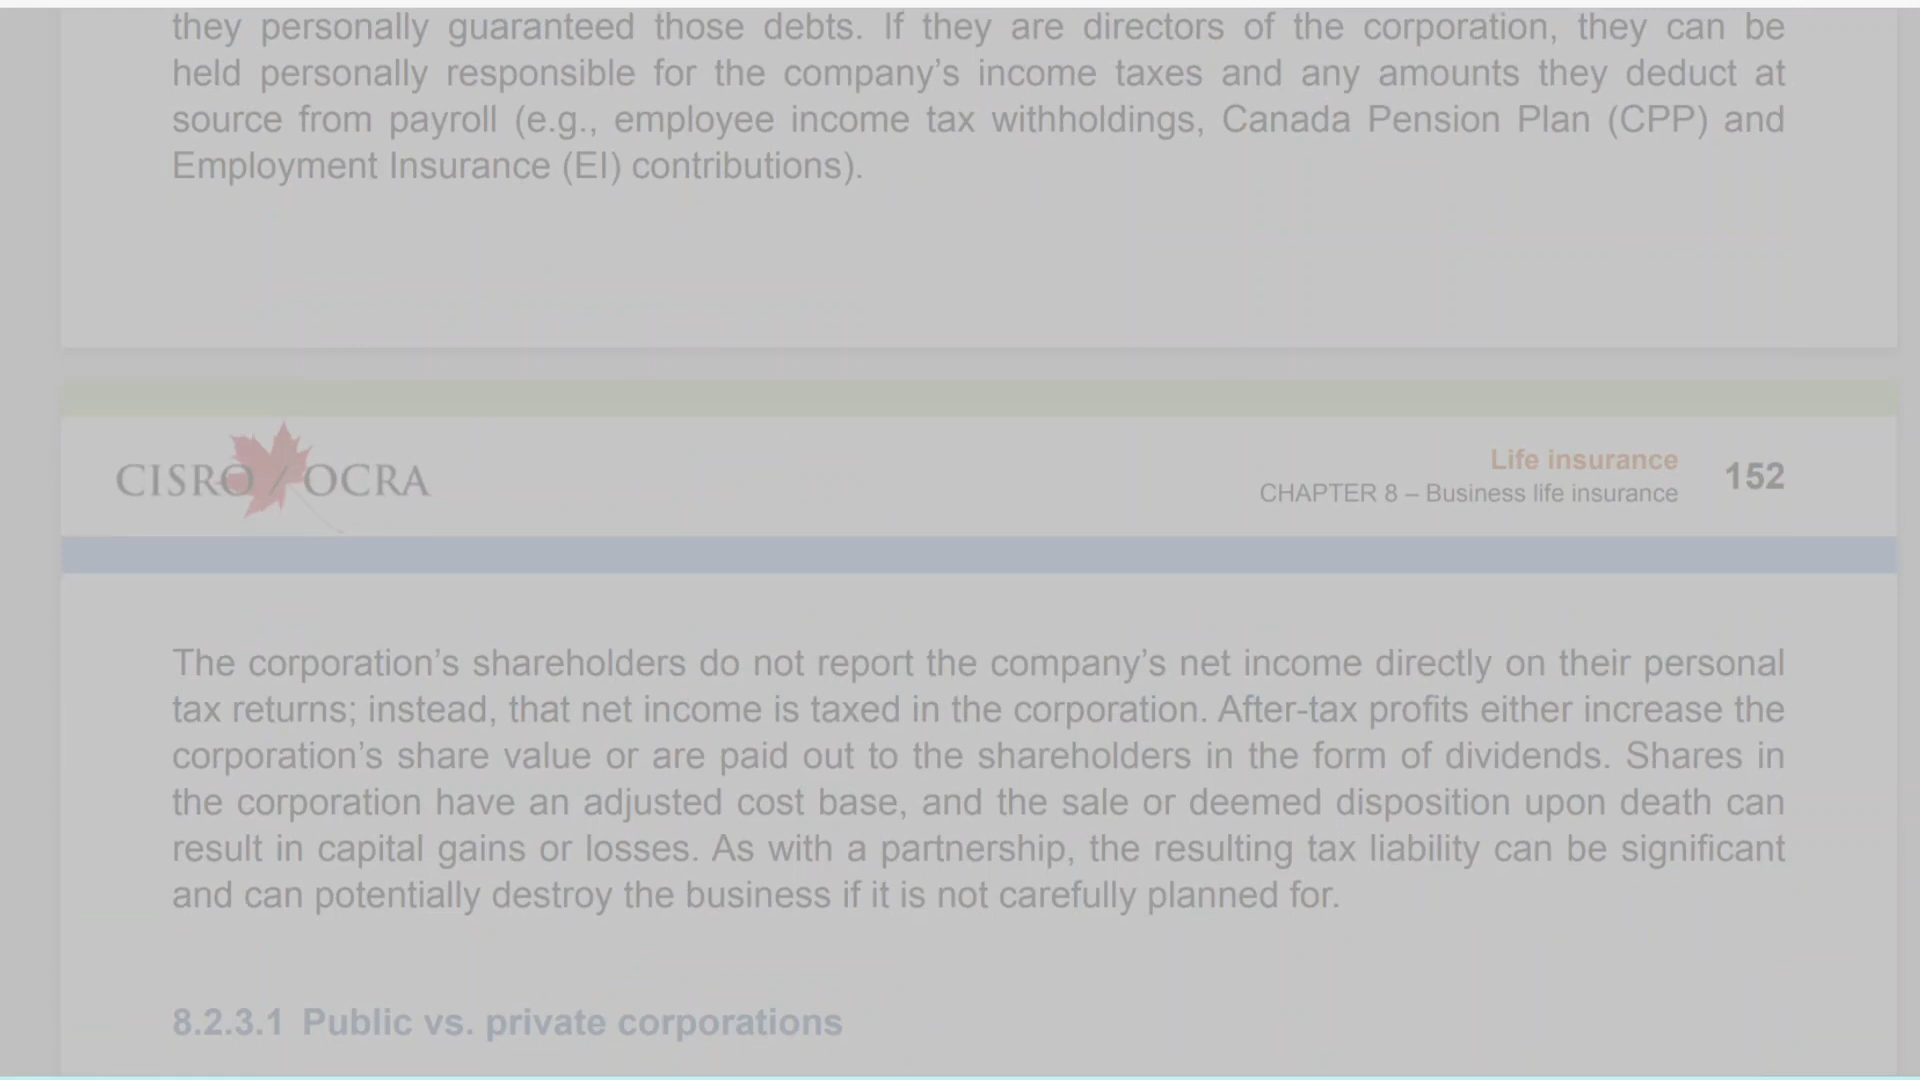 they personally guaranteed those debts. If they are directors of the corporation, they can be
held personally responsible for the company's income taxes and any amounts they deduct at
source from payroll (e.g., employee income tax withholdings, Canada Pension Plan (CPP) and
Employment Insurance (EI) contributions).
CISRO / OCRA
Life insurance
CHAPTER 8 – Business life insurance
152
The corporation's shareholders do not report the company's net income directly on their personal
tax returns; instead, that net income is taxed in the corporation. After-tax profits either increase the
corporation's share value or are paid out to the shareholders in the form of dividends. Shares in
the corporation have an adjusted cost base, and the sale or deemed disposition upon death can
result in capital gains or losses. As with a partnership, the resulting tax liability can be significant
and can potentially destroy the business if it is not carefully planned for.
8.2.3.1 Public vs. private corporations